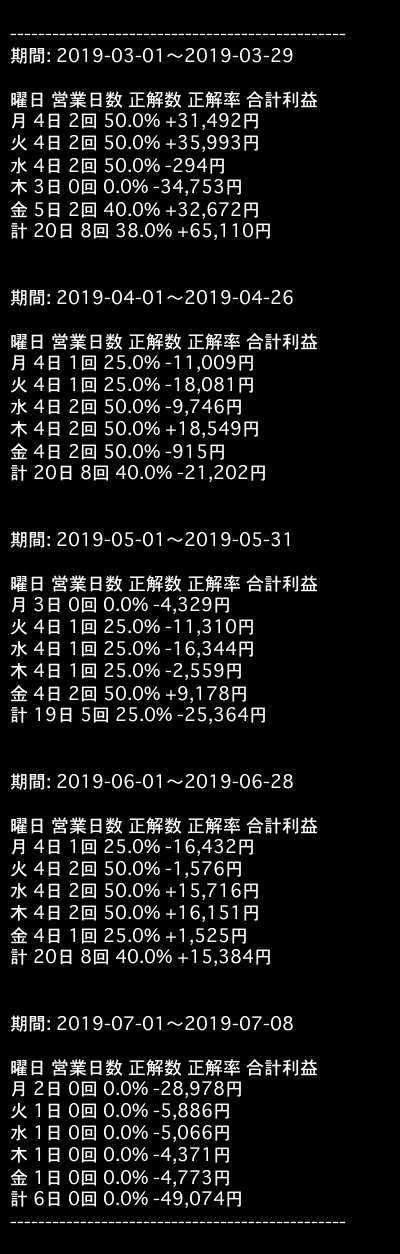 ------------------------------------------------
期間: 2019-03-01〜2019-03-29
曜日 営業日数 正解数 正解率 合計利益
月 4日 2回 50.0% +31,492円
火 4日 2回 50.0% +35,993円
水 4日 2回 50.0% -294円
木 3日 0回 0.0% -34,753円
金 5日 2回 40.0% +32,672円
計 20日 8回 38.0% +65,110円
期間: 2019-04-01〜2019-04-26
曜日 営業日数 正解数 正解率 合計利益
月 4日 1回 25.0% -11,009円
火 4日 1回 25.0% -18,081円
水 4日 2回 50.0% -9,746円
木 4日 2回 50.0% +18,549円
金 4日 2回 50.0% -915円
計 20日 8回 40.0% -21,202円
期間: 2019-05-01〜2019-05-31
曜日 営業日数 正解数 正解率 合計利益
月 3日 0回 0.0% -4,329円
火 4日 1回 25.0% -11,310円
水 4日 1回 25.0% -16,344円
木 4日 1回 25.0% -2,559円
金 4日 2回 50.0% +9,178円
計 19日 5回 25.0% -25,364円
期間: 2019-06-01〜2019-06-28
曜日 営業日数 正解数 正解率 合計利益
月 4日 1回 25.0% -16,432円
火 4日 2回 50.0% -1,576円
水 4日 2回 50.0% +15,716円
木 4日 2回 50.0% +16,151円
金 4日 1回 25.0% +1,525円
計 20日 8回 40.0% +15,384円
期間: 2019-07-01〜2019-07-08
曜日 営業日数 正解数 正解率 合計利益
月 2日 0回 0.0% -28,978円
火 1日 0回 0.0% -5,886円
水 1日 0回 0.0% -5,066円
木 1日 0回 0.0% -4,371円
金 1日 0回 0.0% -4,773円
計 6日 0回 0.0% -49,074円
------------------------------------------------